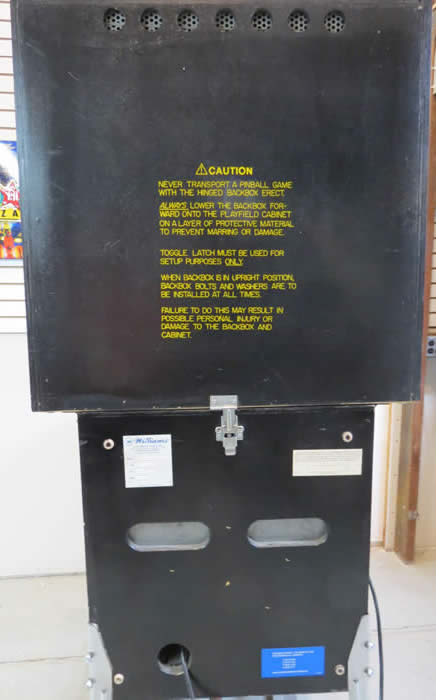 ⚠CAUTION
NEVER TRANSPORT A PINBALL GAME
WITH THE HINGED BACKBOX ERECT.
ALWAYS LOWER THE BACKBOX FOR-
WARD ONTO THE PLAYFIELD CABINET
ON A LAYER OF PROTECTIVE MATERIAL
TO PREVENT MARRING OR DAMAGE.
TOGGLE LATCH MUST BE USED FOR
SETUP PURPOSES ONLY.
WHEN BACKBOX IS IN UPRIGHT POSITION,
BACKBOX BOLTS AND WASHERS ARE TO
BE INSTALLED AT ALL TIMES.
FAILURE TO DO THIS MAY RESULT IN
POSSIBLE PERSONAL INJURY OR
DAMAGE TO THE BACKBOX AND
CABINET.
Williams